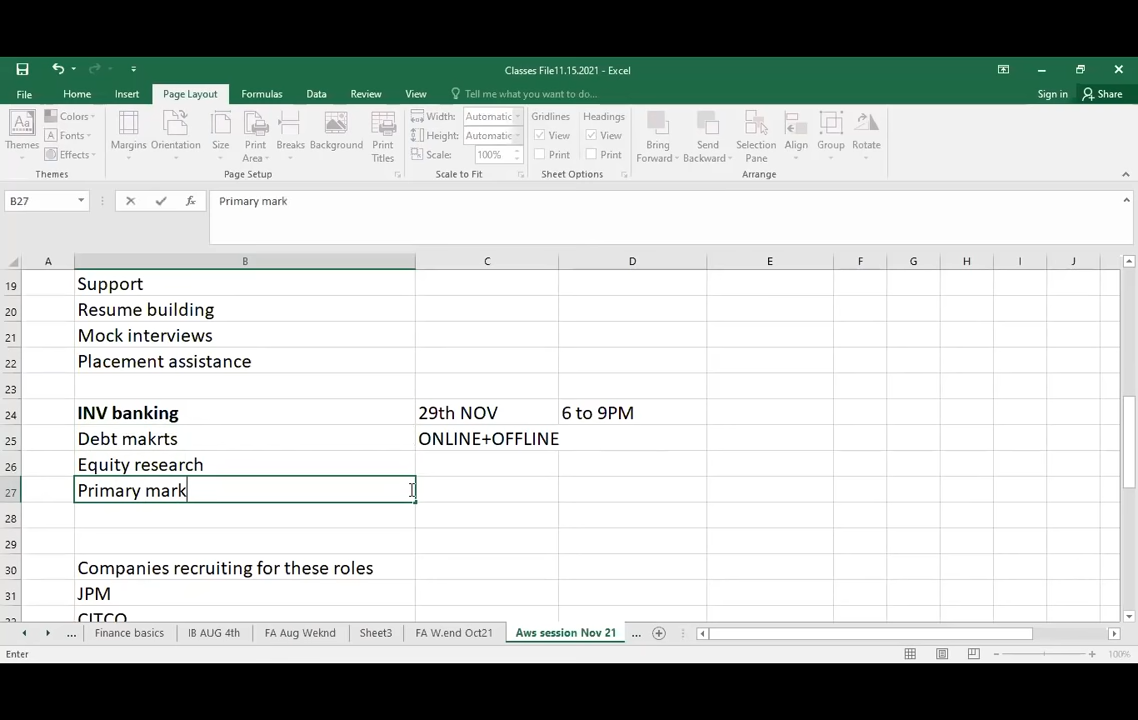 Classes File11.15.2021 - Excel
File Home Insert Page Layout Formulas Data Review View Tell me what you want to do... Sign in Share
Themes Colors Fonts Effects Margins Orientation Size Print Area Breaks Background Print Titles Width: Automatic Height: Automatic Scale: 100% Gridlines View Print Headings View Print Bring Forward Send Backward Selection Pane Align Group Rotate
Themes Page Setup Scale to Fit Sheet Options Arrange
B27 fx Primary mark
A B C D E F G H I J
19 Support
20 Resume building
21 Mock interviews
22 Placement assistance
23
24 INV banking 29th NOV 6 to 9PM
25 Debt makrts ONLINE+OFFLINE
26 Equity research
27 Primary mark
28
29
30 Companies recruiting for these roles
31 JPM
32 CITCO
... Finance basics IB AUG 4th FA Aug Weknd Sheet3 FA W.end Oct21 Aws session Nov 21 ...
Enter 100%